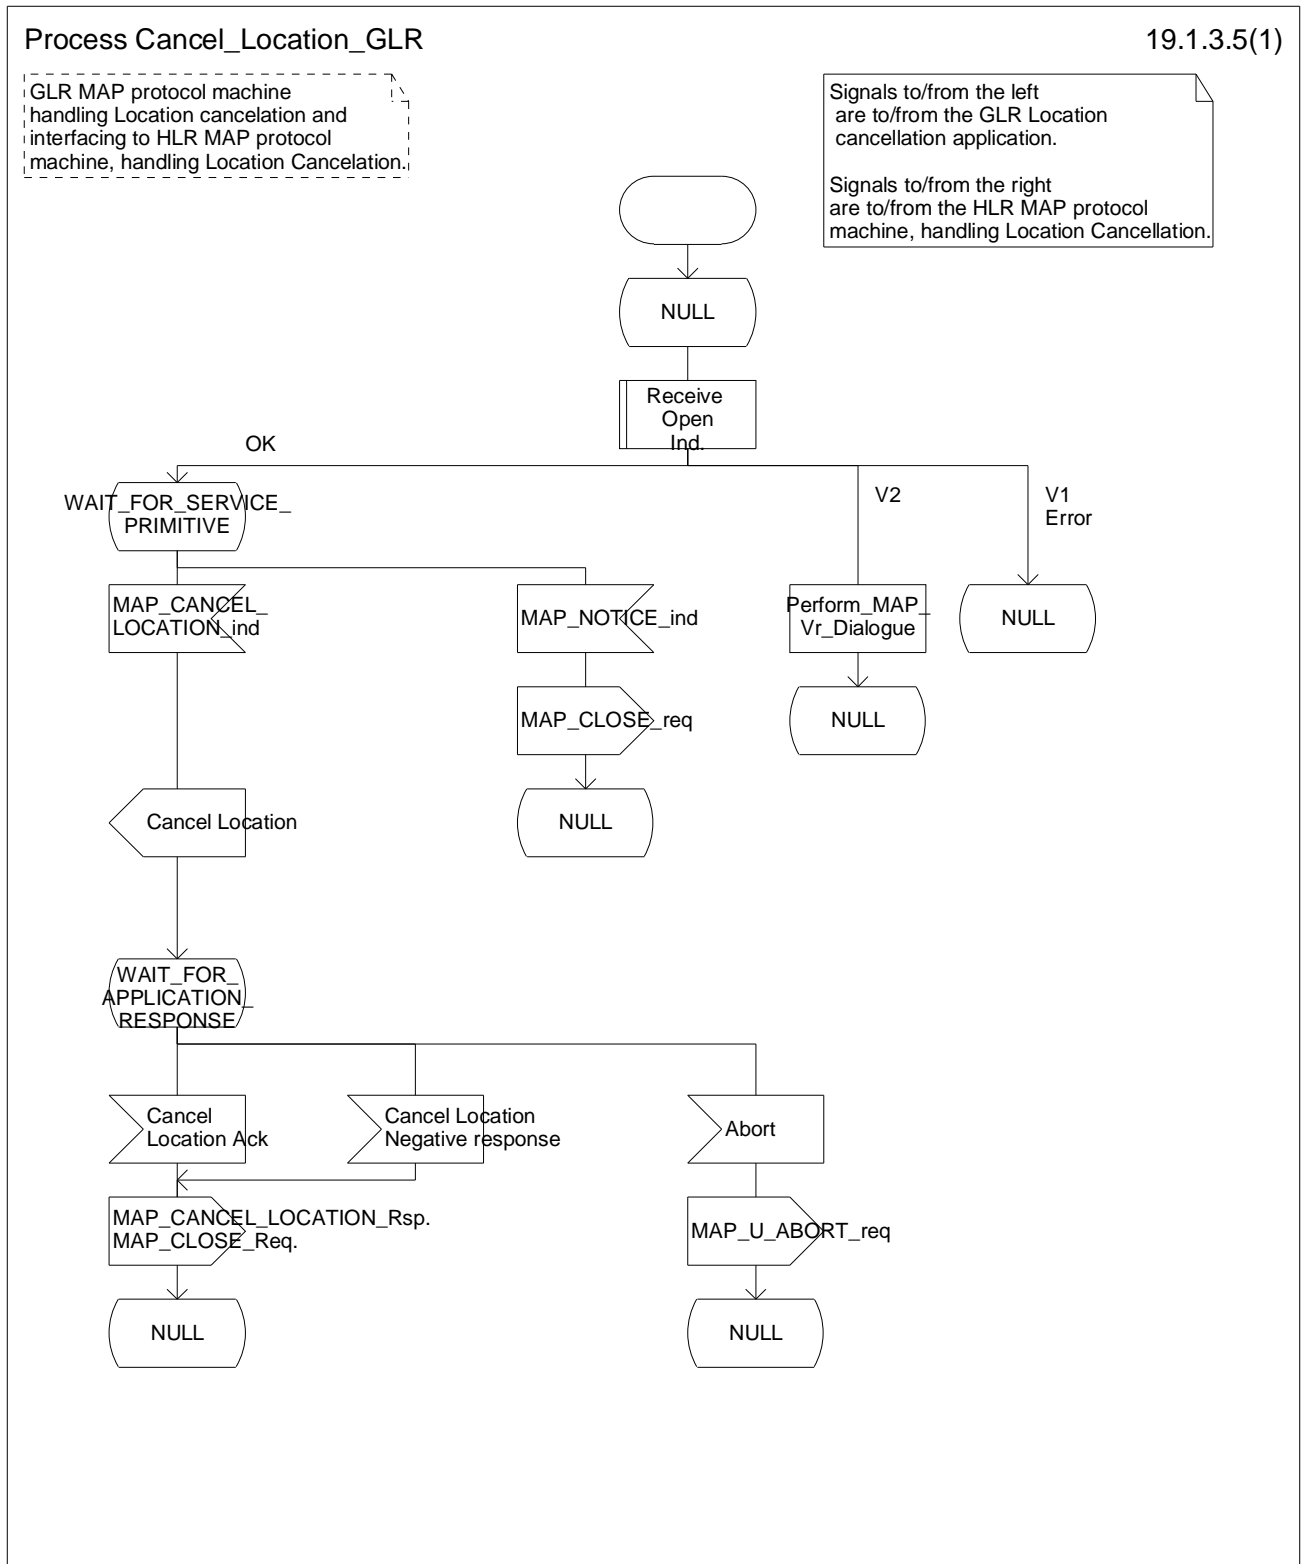 Process Cancel_Location_GLR
19.1.3.5(1)
GLR MAP protocol machine
handling Location cancelation and
interfacing to HLR MAP protocol
machine, handling Location Cancelation.
Signals to/from the left
are to/from the GLR Location
cancellation application.
Signals to/from the right
are to/from the HLR MAP protocol
machine, handling Location Cancellation.
NULL
Receive
Open
Ind.
OK
V2
V1
Error
WAIT_FOR_SERVICE_
PRIMITIVE
MAP_CANCEL_
LOCATION_ind
MAP_NOTICE_ind
Perform_MAP_
Vr_Dialogue
NULL
MAP_CLOSE_req
NULL
Cancel Location
NULL
WAIT_FOR_
APPLICATION_
RESPONSE
Cancel
Location Ack
Cancel Location
Negative response
Abort
MAP_CANCEL_LOCATION_Rsp.
MAP_CLOSE_Req.
MAP_U_ABORT_req
NULL
NULL